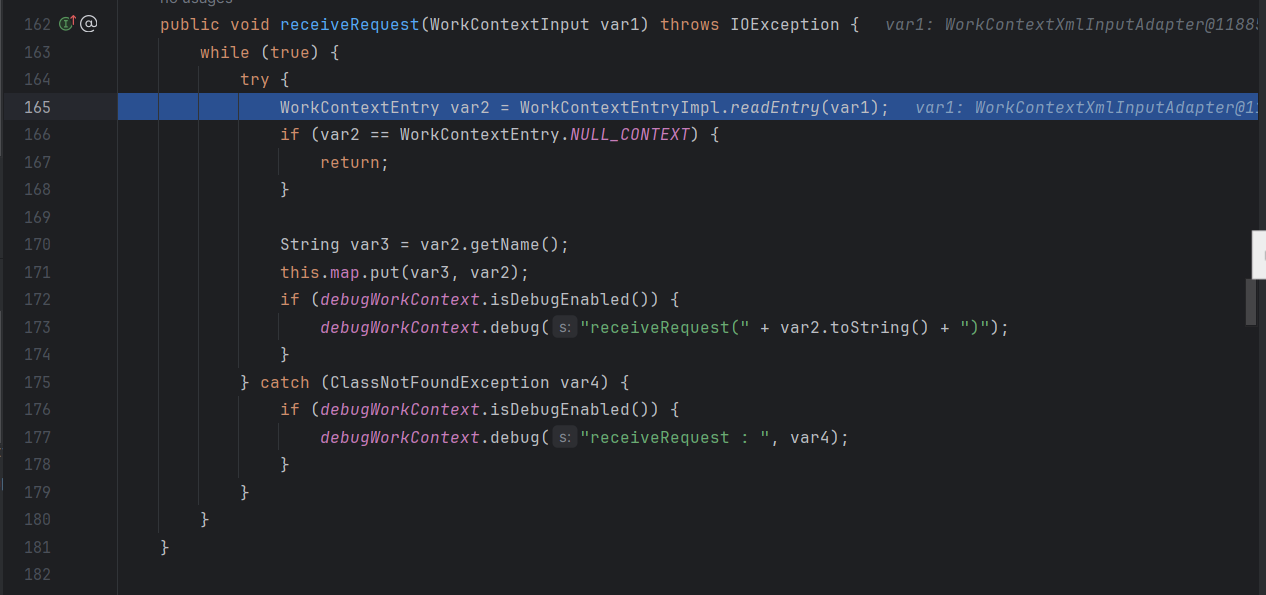 no usages
162 @ public void receiveRequest(WorkContextInput var1) throws IOException { var1: WorkContextXmlInputAdapter@1188
163 while (true) {
164 try {
165 WorkContextEntry var2 = WorkContextEntryImpl.readEntry(var1); var1: WorkContextXmlInputAdapter@1
166 if (var2 == WorkContextEntry.NULL_CONTEXT) {
167 return;
168 }
169
170 String var3 = var2.getName();
171 this.map.put(var3, var2);
172 if (debugWorkContext.isDebugEnabled()) {
173 debugWorkContext.debug( s: "receiveRequest(" + var2.toString() + ")");
174 }
175 } catch (ClassNotFoundException var4) {
176 if (debugWorkContext.isDebugEnabled()) {
177 debugWorkContext.debug( s: "receiveRequest : ", var4);
178 }
179 }
180 }
181 }
182